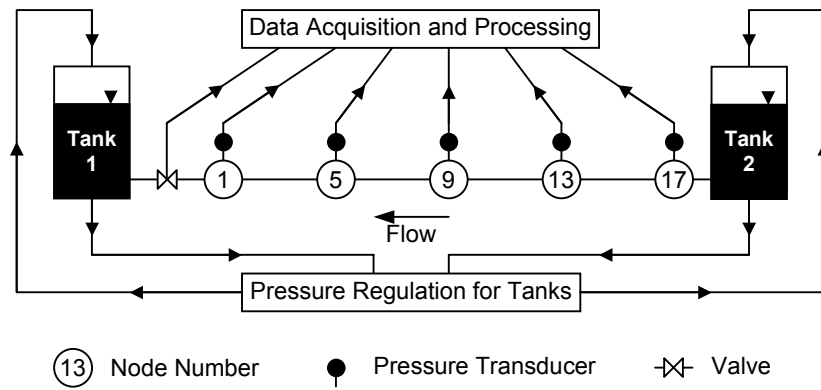 Data Acquisition and Processing
Tank
1
Tank
2
1
5
9
13
17
Flow
Pressure Regulation for Tanks
13 Node Number
Pressure Transducer
Valve